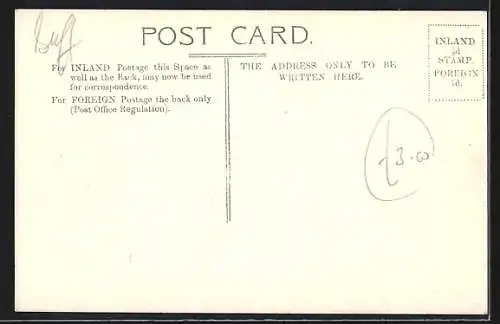 Buff
POST CARD.
For INLAND Postage this Space as
well as the Back, may now be used
for correspondence.
For FOREIGN Postage the back only
(Post Office Regulation).
THE ADDRESS ONLY TO BE
WRITTEN HERE.
INLAND
½d
STAMP.
FOREIGN
1d.
£3.00